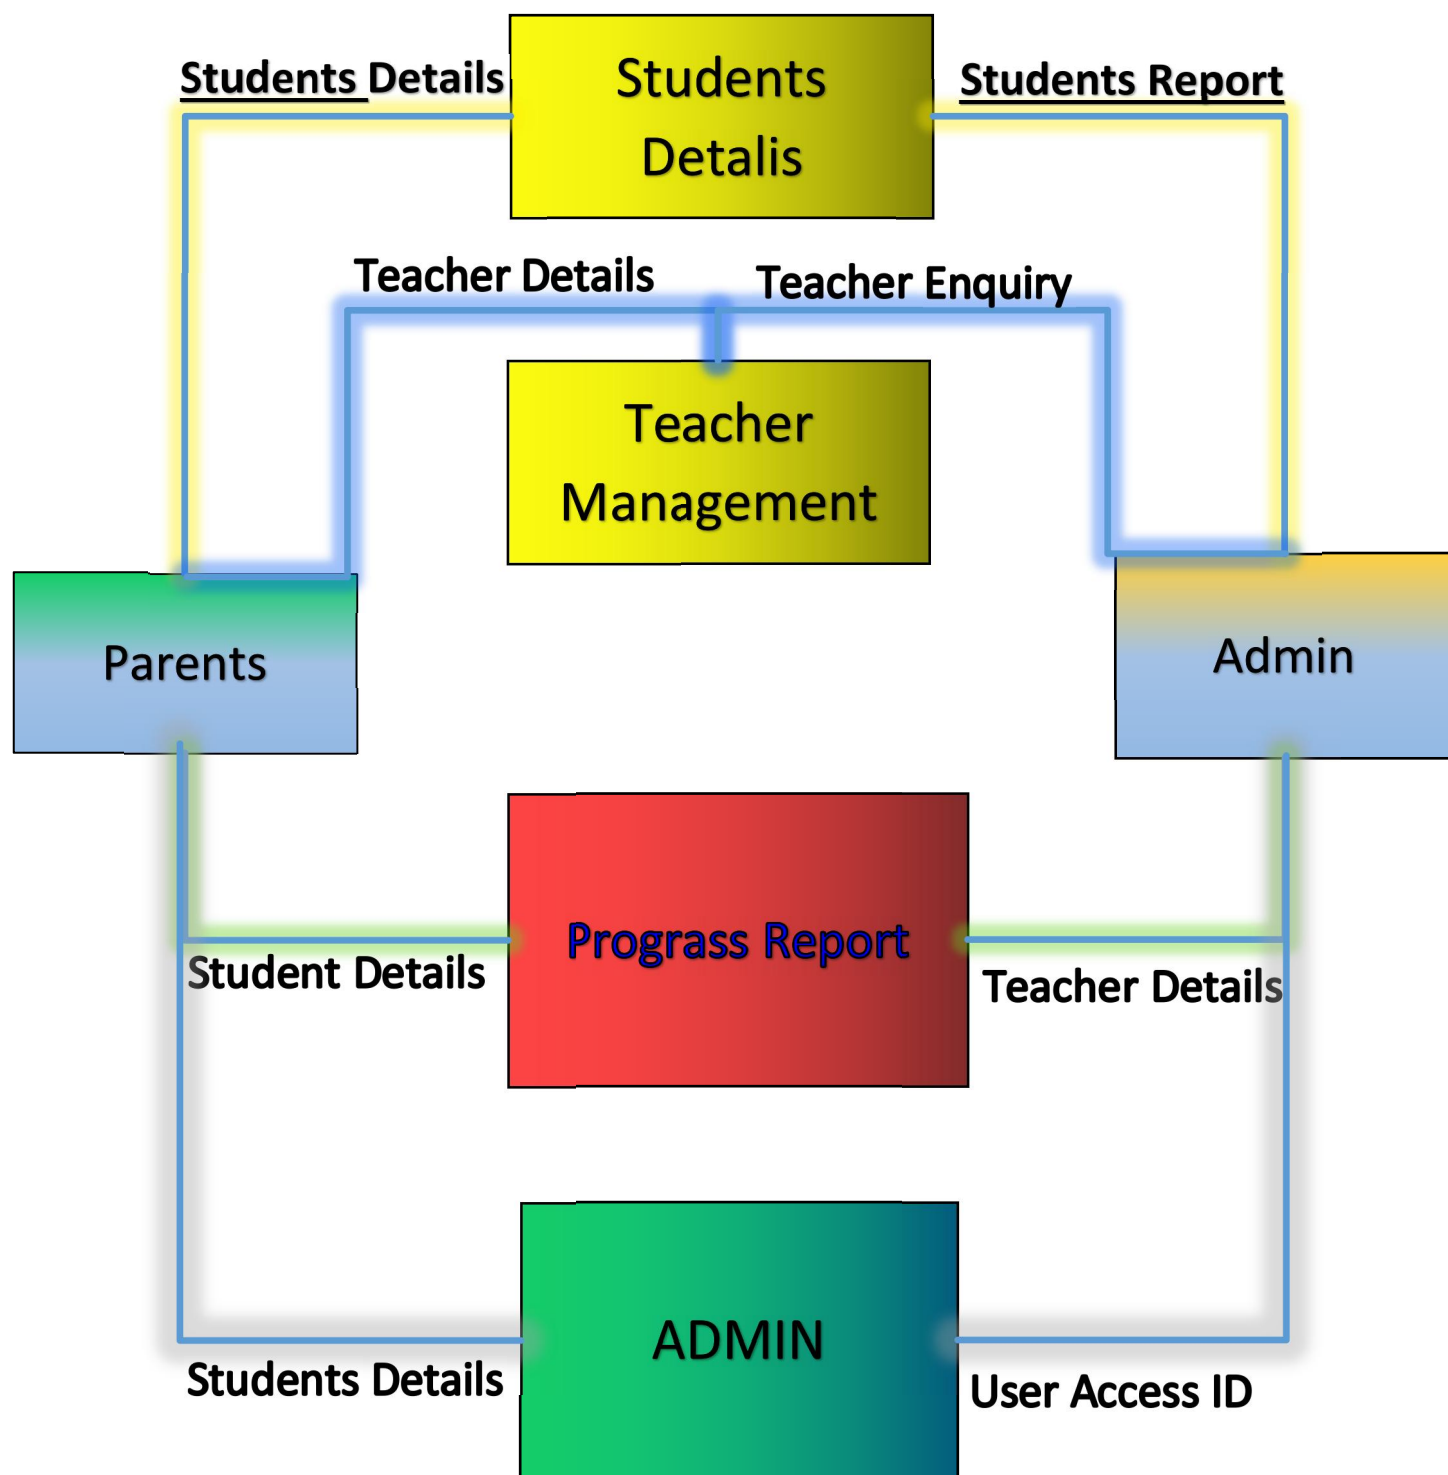 Students Details
Students
Detalis
Students Report
Teacher Details
Teacher Enquiry
Teacher
Management
Parents
Admin
Prograss Report
Student Details
Teacher Details
ADMIN
Students Details
User Access ID